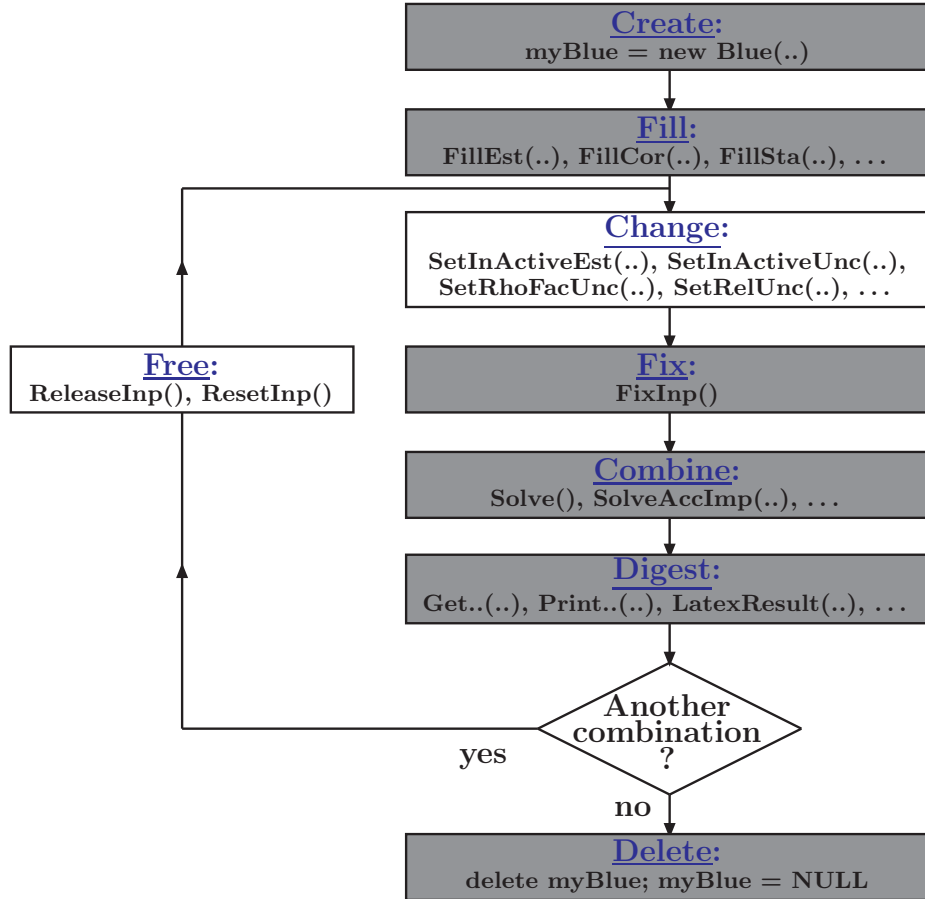 Create:
myBlue = new Blue(..)
Fill:
FillEst(..), FillCor(..), FillSta(..), ...
Change:
SetInActiveEst(..), SetInActiveUnc(..),
SetRhoFacUnc(..), SetRelUnc(..), ...
Free:
ReleaseInp(), ResetInp()
Fix:
FixInp()
Combine:
Solve(), SolveAccImp(..), ...
Digest:
Get..(..), Print..(..), LatexResult(..), ...
Another
combination
?
yes
no
Delete:
delete myBlue; myBlue = NULL